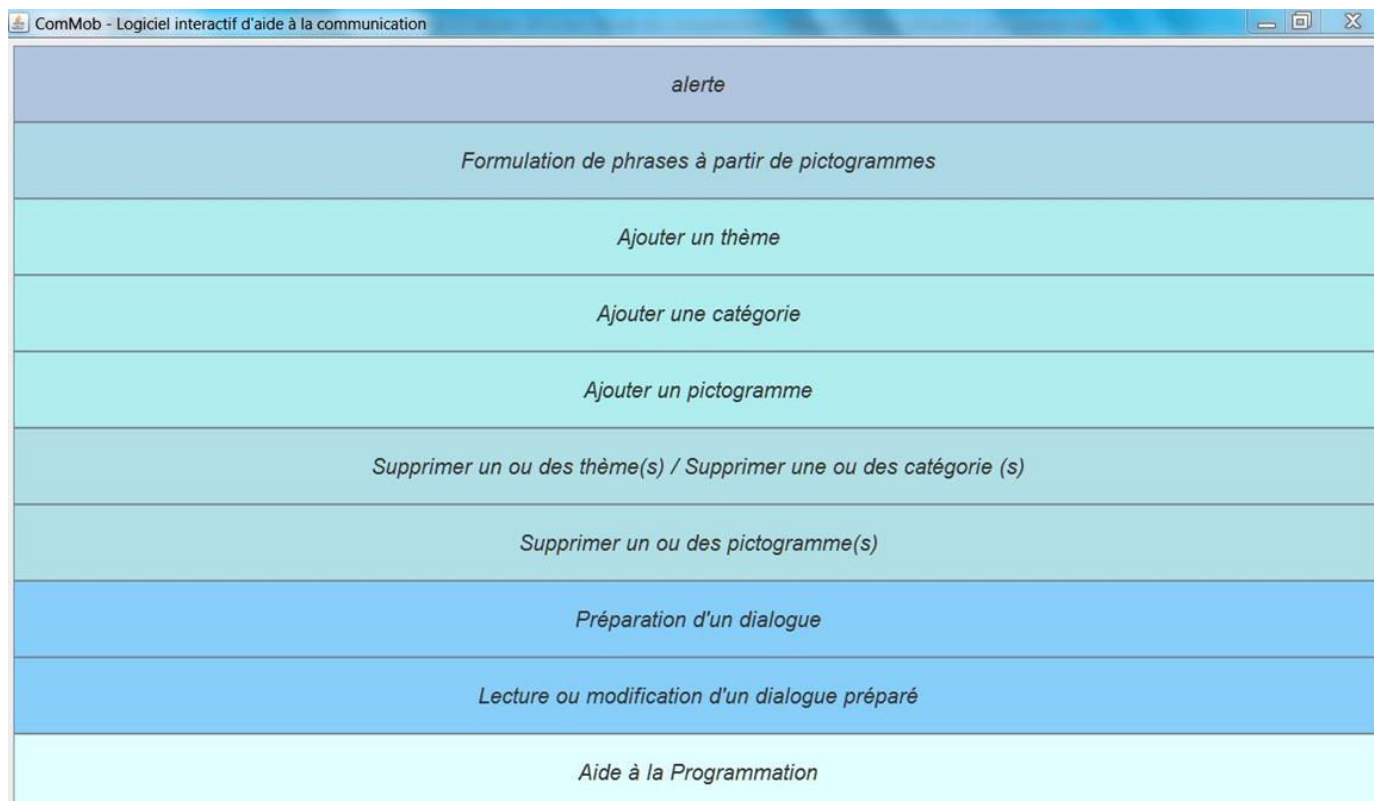 ComMob - Logiciel interactif d'aide à la communication
alerte
Formulation de phrases à partir de pictogrammes
Ajouter un thème
Ajouter une catégorie
Ajouter un pictogramme
Supprimer un ou des thème(s) / Supprimer une ou des catégorie (s)
Supprimer un ou des pictogramme(s)
Préparation d'un dialogue
Lecture ou modification d'un dialogue préparé
Aide à la Programmation